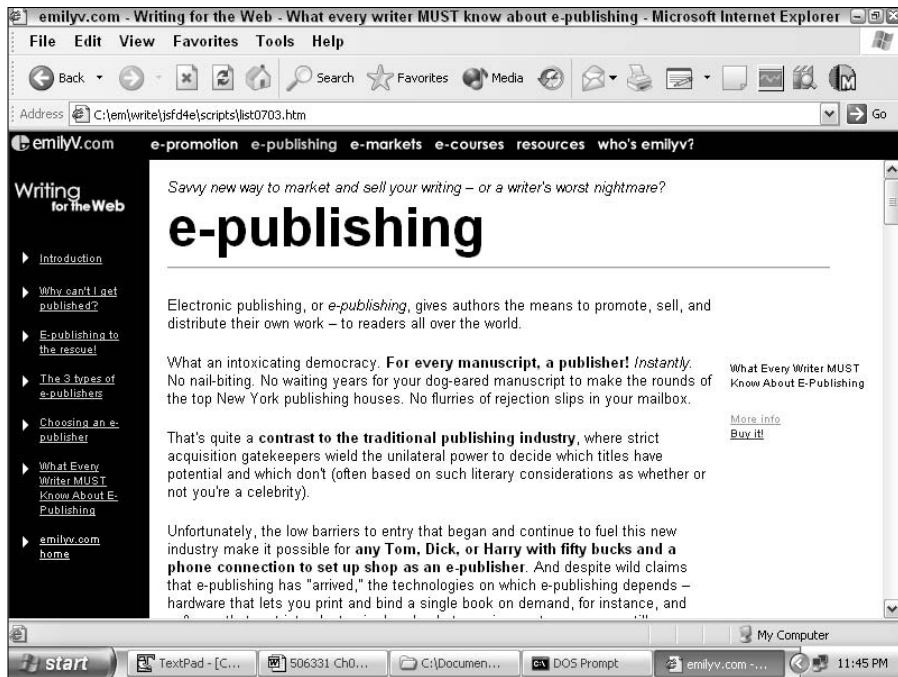 emilyv.com - Writing for the Web - What every writer MUST know about e-publishing - Microsoft Internet Explorer
File Edit View Favorites Tools Help
Back Search Favorites Media
Address C:\em\write\jsfd4e\scripts\list0703.htm Go
emilyV.com e-promotion e-publishing e-markets e-courses resources who's emilyv?
Writing
for the Web
Introduction
Why can't I get
published?
E-publishing to
the rescue!
The 3 types of
e-publishers
Choosing an e-
publisher
What Every
Writer MUST
Know About E-
Publishing
emilyv.com
home
Savvy new way to market and sell your writing – or a writer's worst nightmare?
e-publishing
Electronic publishing, or e-publishing, gives authors the means to promote, sell, and
distribute their own work – to readers all over the world.
What an intoxicating democracy. For every manuscript, a publisher! Instantly.
No nail-biting. No waiting years for your dog-eared manuscript to make the rounds of
the top New York publishing houses. No flurries of rejection slips in your mailbox.
That's quite a contrast to the traditional publishing industry, where strict
acquisition gatekeepers wield the unilateral power to decide which titles have
potential and which don't (often based on such literary considerations as whether or
not you're a celebrity).
Unfortunately, the low barriers to entry that began and continue to fuel this new
industry make it possible for any Tom, Dick, or Harry with fifty bucks and a
phone connection to set up shop as an e-publisher. And despite wild claims
that e-publishing has "arrived," the technologies on which e-publishing depends –
hardware that lets you print and bind a single book on demand, for instance, and
What Every Writer MUST
Know About E-Publishing
More info
Buy it!
My Computer
start TextPad - [C... 506331 Ch0... C:\Documen... DOS Prompt emilyv.com -... 11:45 PM